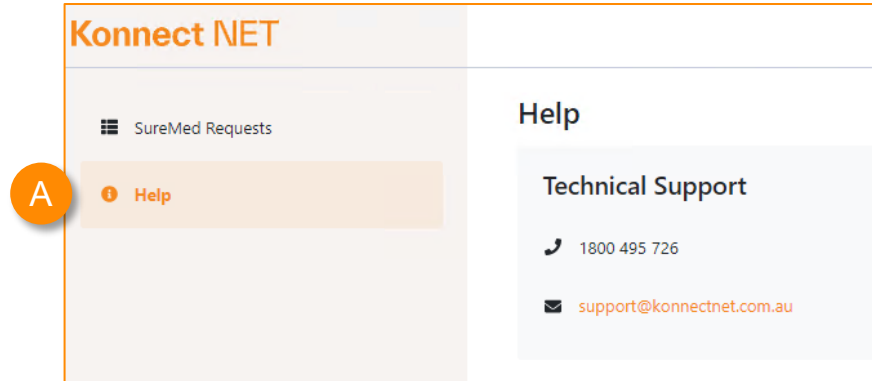 Konnect NET
SureMed Requests
A
Help
Help
Technical Support
1800 495 726
support@konnectnet.com.au